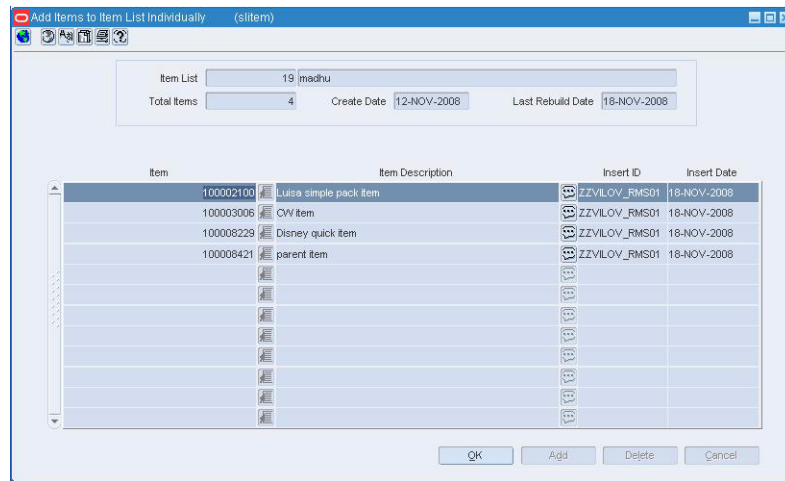 Add Items to Item List Individually (slitem)
Item List 19 madhu
Total Items 4 Create Date 12-NOV-2008 Last Rebuild Date 18-NOV-2008
Item Item Description Insert ID Insert Date
100002100 Luisa simple pack item ZZVILOV_RMS01 18-NOV-2008
100003006 CW item ZZVILOV_RMS01 18-NOV-2008
100008229 Disney quick item ZZVILOV_RMS01 18-NOV-2008
100008421 parent item ZZVILOV_RMS01 18-NOV-2008
OK Add Delete Cancel